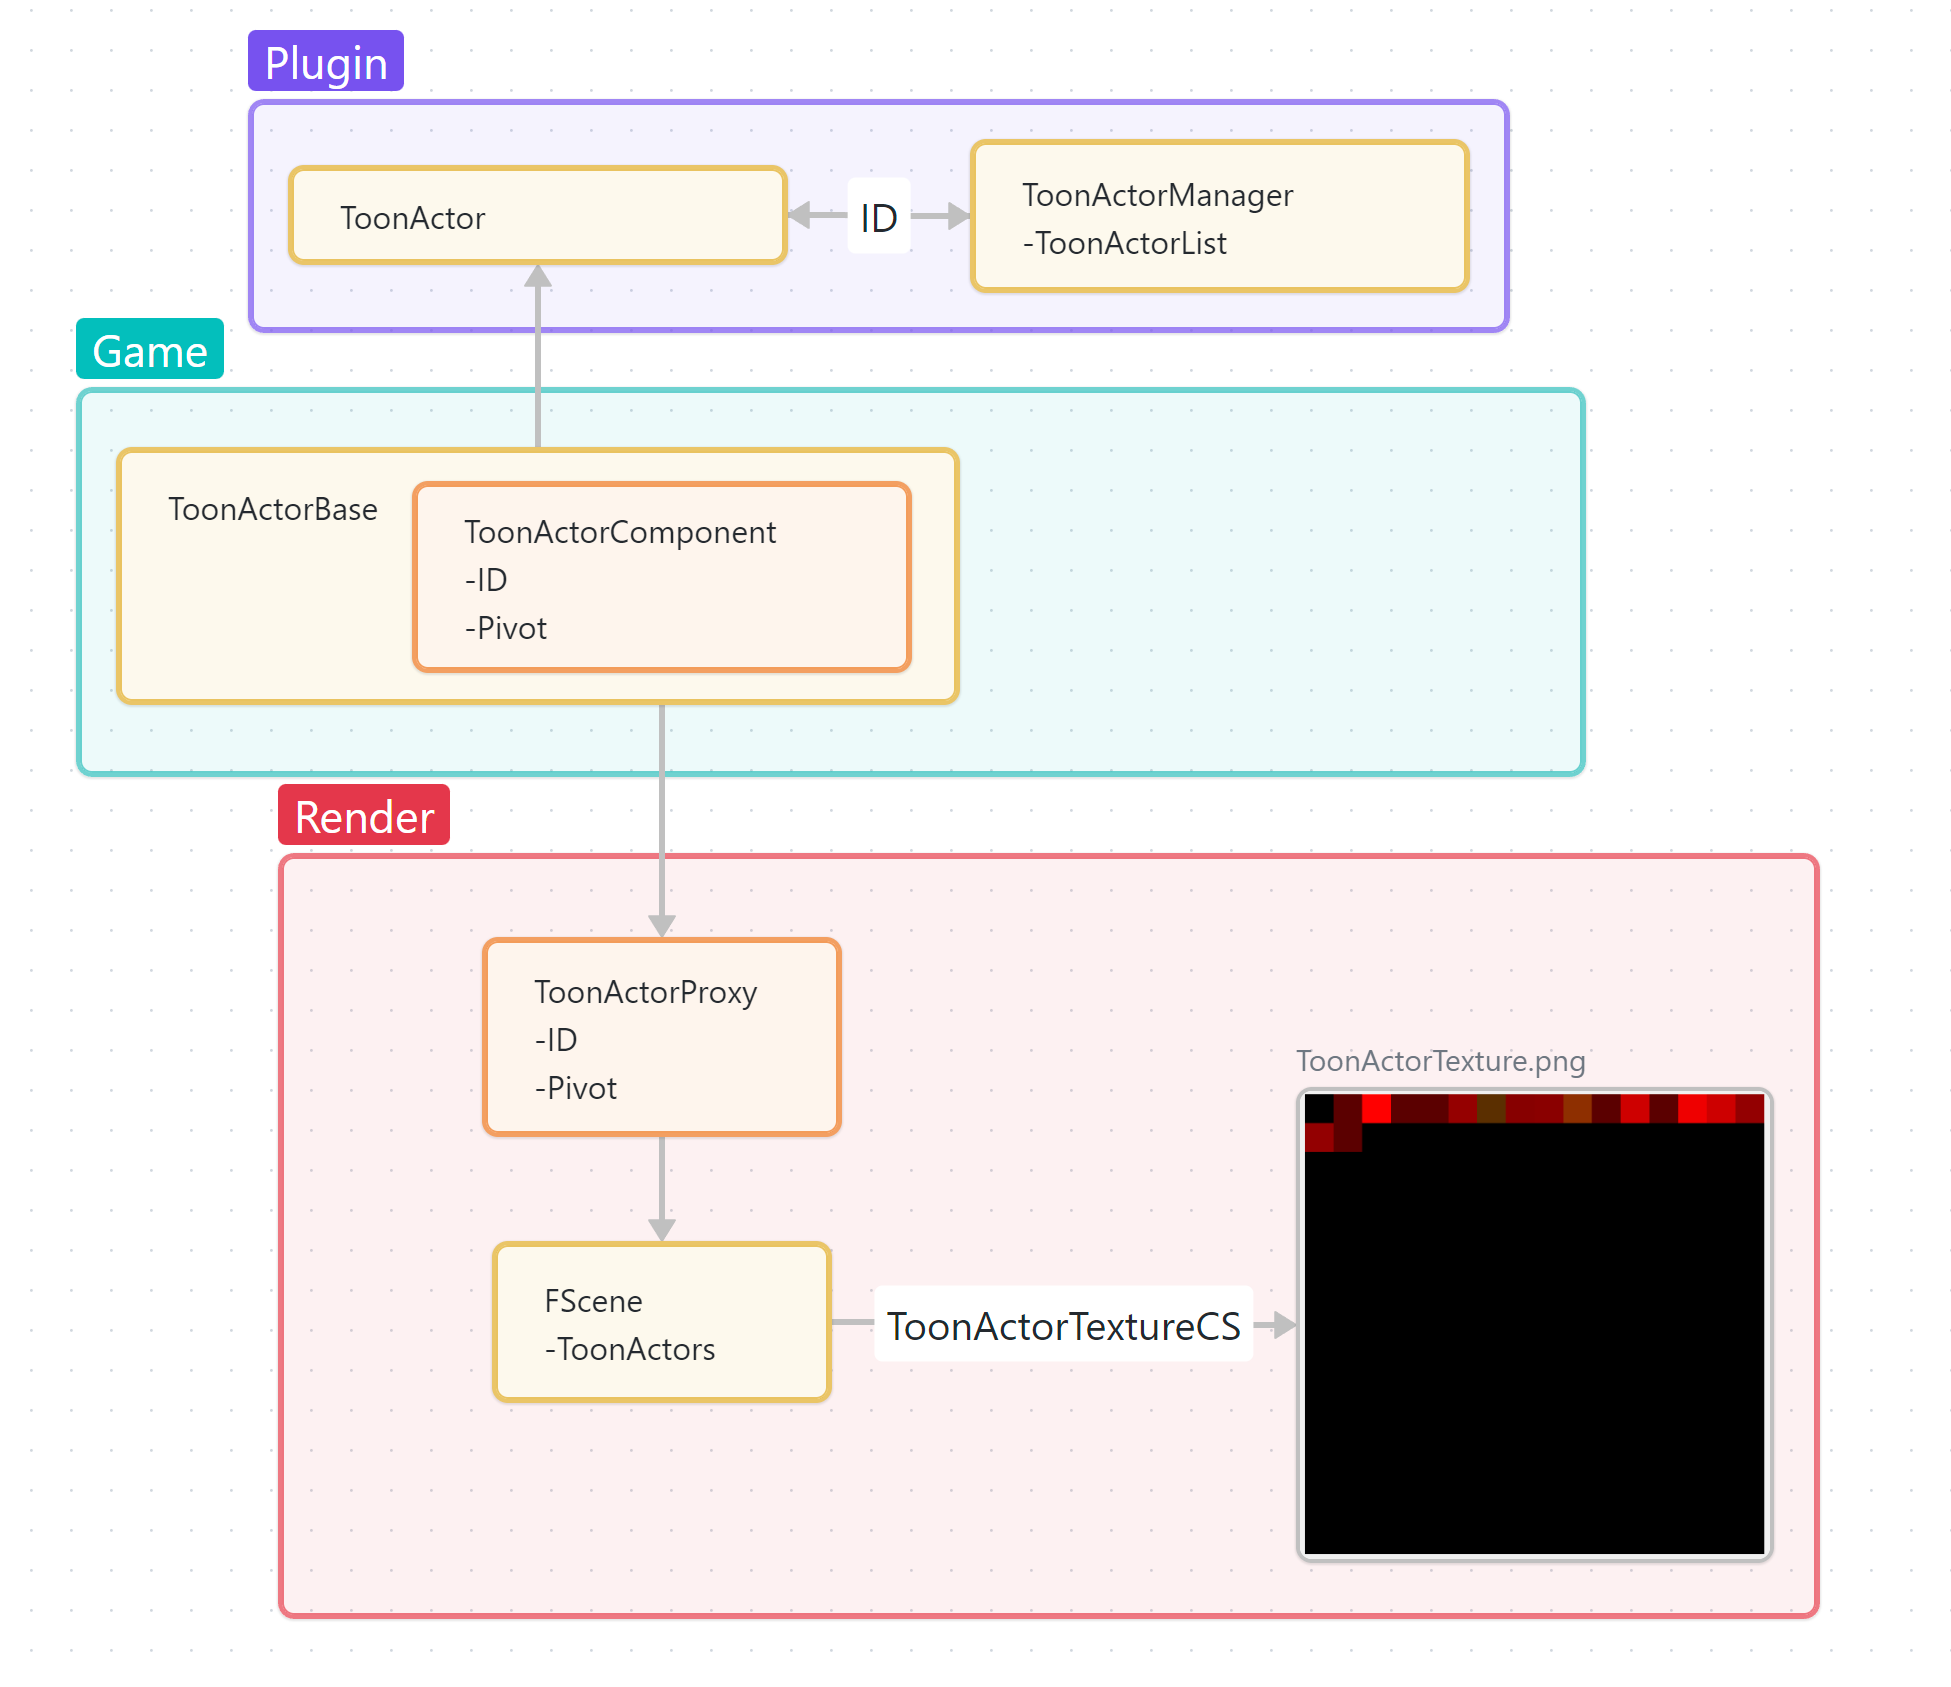 Plugin
ToonActor
ID
ToonActorManager
-ToonActorList
Game
ToonActorBase
ToonActorComponent
-ID
-Pivot
Render
ToonActorProxy
-ID
-Pivot
FScene
-ToonActors
ToonActorTextureCS
ToonActorTexture.png